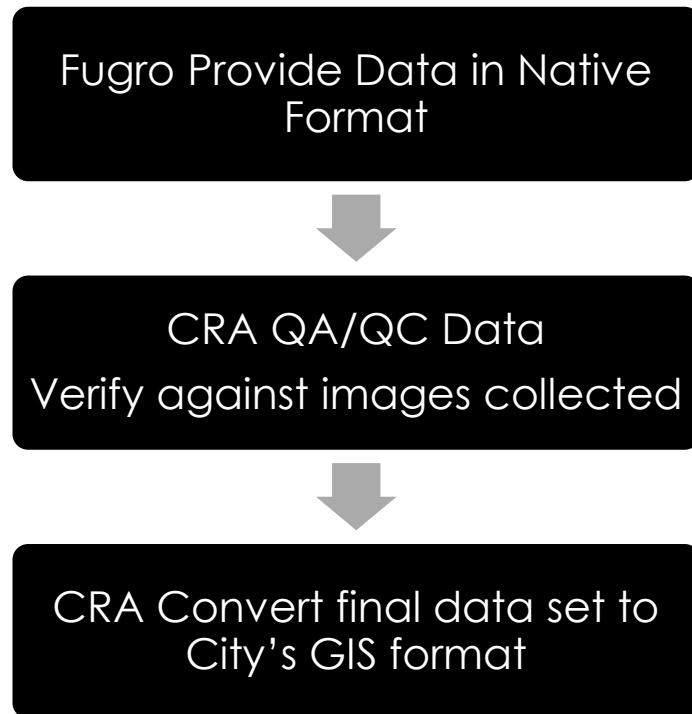 Fugro Provide Data in Native
Format
CRA QA/QC Data
Verify against images collected
CRA Convert final data set to
City’s GIS format